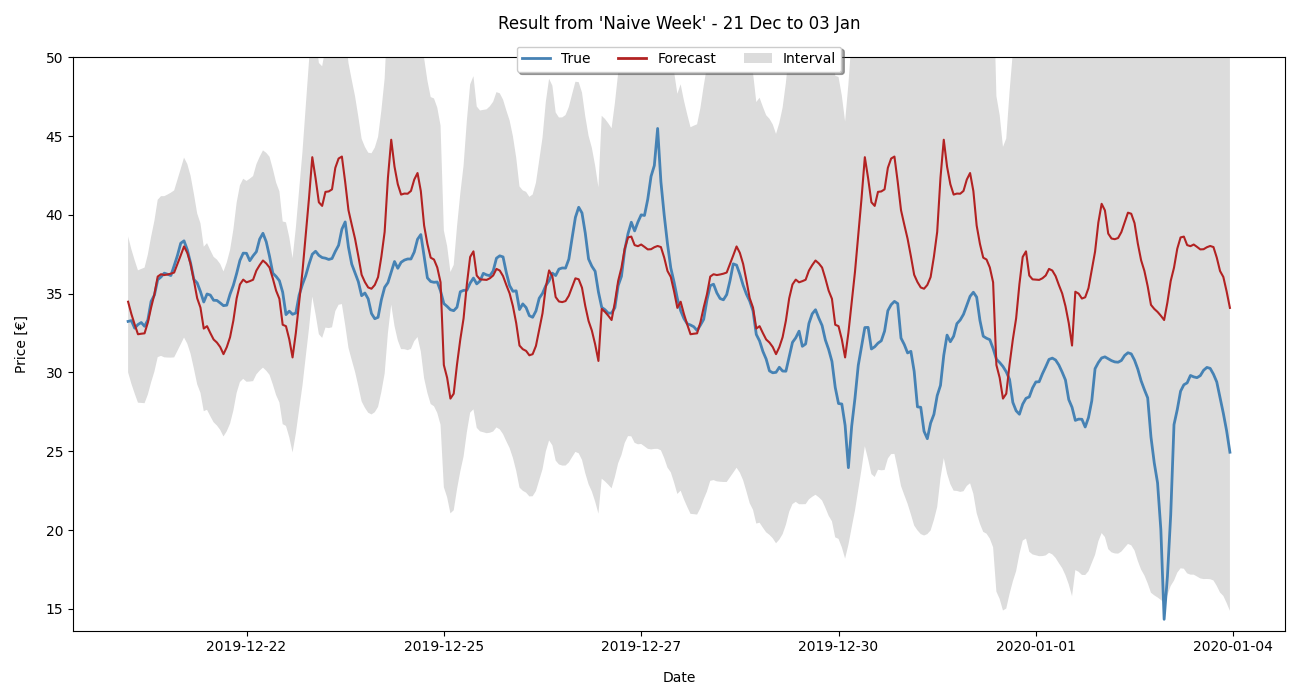 Result from 'Naive Week' - 21 Dec to 03 Jan
True Forecast Interval
50
45
40
35
30
25
20
15
Price [€]
2019-12-22 2019-12-25 2019-12-27 2019-12-30 2020-01-01 2020-01-04
Date